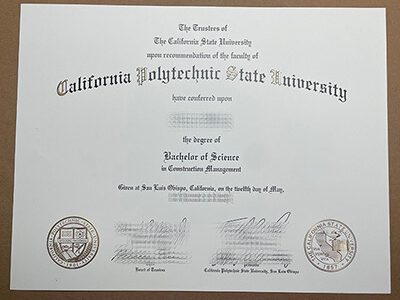 The Trustees of
The California State University
upon recommendation of the faculty of
California Polytechnic State University
have conferred upon
the degree of
Bachelor of Science
in Construction Management
Given at San Luis Obispo, California, on the twelfth day of May,
Board of Trustees
California Polytechnic State University, San Luis Obispo